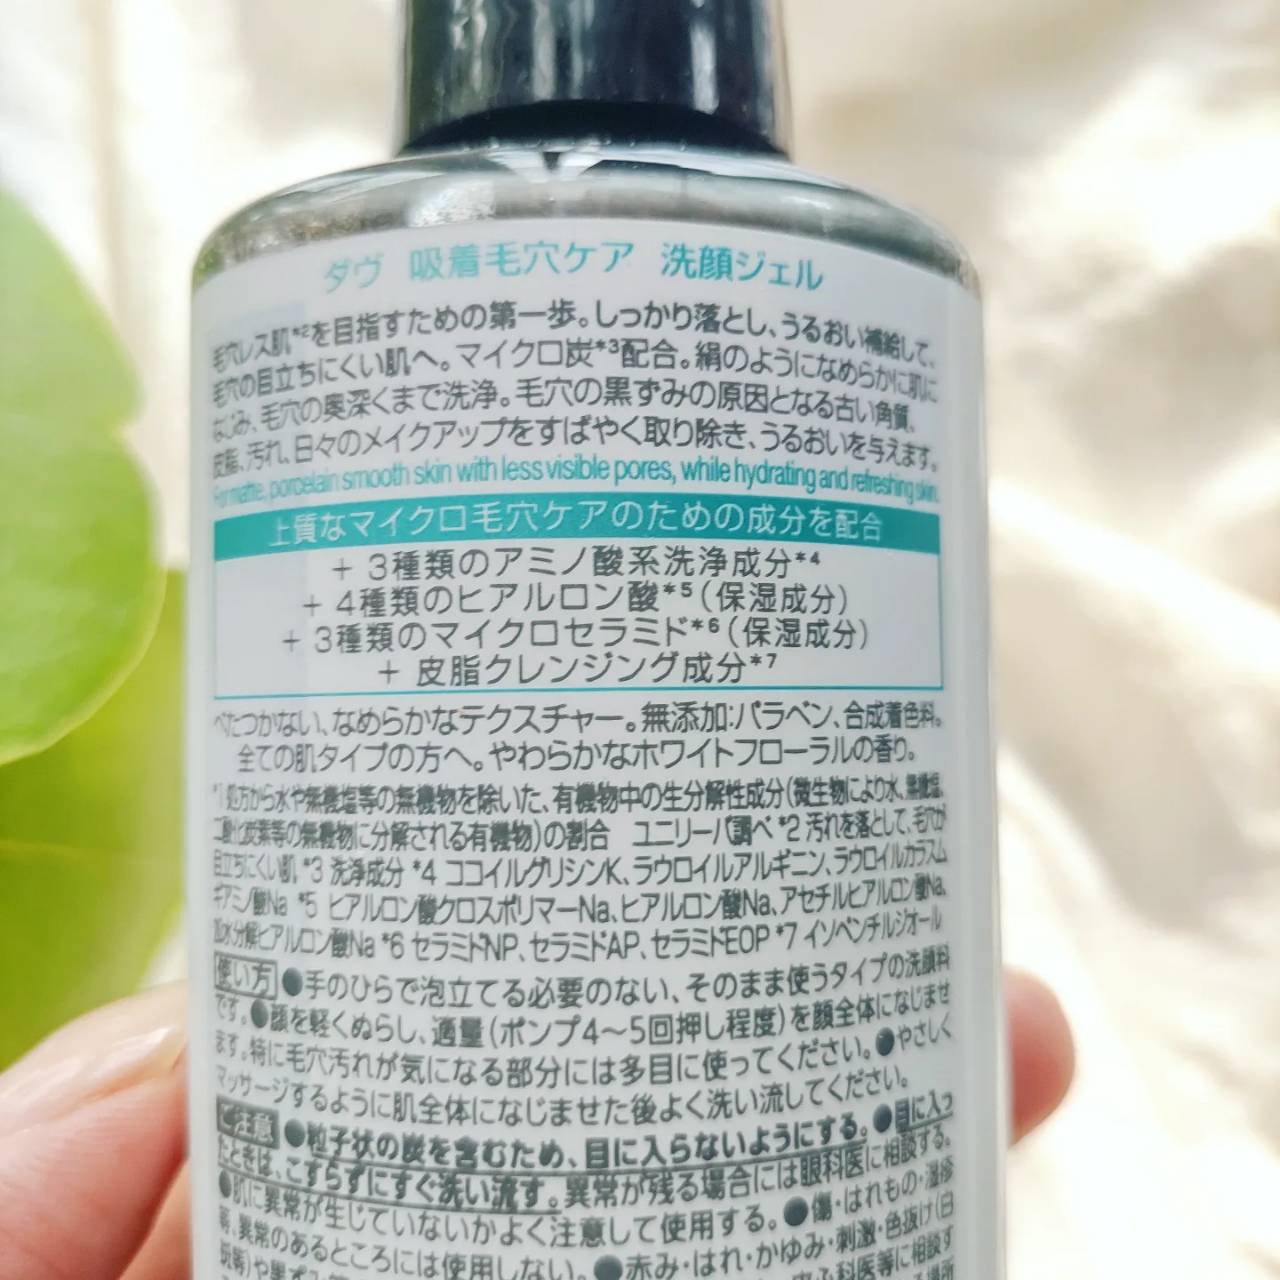 ダヴ 吸着毛穴ケア 洗顔ジェル
毛穴レス肌*2を目指すための第一歩。しっかり落とし、うるおい補給して、
毛穴の目立ちにくい肌へ。マイクロ炭*3配合。絹のようになめらかに肌に
なじみ、毛穴の奥深くまで洗浄。毛穴の黒ずみの原因となる古い角質、
皮脂、汚れ、日々のメイクアップをすばやく取り除き、うるおいを与えます。
For matte, porcelain smooth skin with less visible pores, while hydrating and refreshing skin.
上質なマイクロ毛穴ケアのための成分を配合
+ 3種類のアミノ酸系洗浄成分*4
+ 4種類のヒアルロン酸*5(保湿成分)
+ 3種類のマイクロセラミド*6(保湿成分)
+ 皮脂クレンジング成分*7
べたつかない、なめらかなテクスチャー。無添加:パラベン、合成着色料。
全ての肌タイプの方へ。やわらかなホワイトフローラルの香り。
*1 処方から水や無機塩等の無機物を除いた、有機物中の生分解性成分(微生物により水、無機塩、
二酸化炭素等の無機物に分解される有機物)の割合 ユニリーバ調べ *2 汚れを落として、毛穴が
目立ちにくい肌 *3 洗浄成分 *4 ココイルグリシンK、ラウロイルアルギニン、ラウロイルカラスム
ギアミノ酸Na *5 ヒアルロン酸クロスポリマーNa、ヒアルロン酸Na、アセチルヒアルロン酸Na、
加水分解ヒアルロン酸Na *6 セラミドNP、セラミドAP、セラミドEOP *7 イソペンチルジオール
使い方 ●手のひらで泡立てる必要のない、そのまま使うタイプの洗顔料
です。●顔を軽くぬらし、適量(ポンプ4〜5回押し程度)を顔全体になじませ
ます。特に毛穴汚れが気になる部分には多目に使ってください。●やさしく
マッサージするように肌全体になじませた後よく洗い流してください。
ご注意 ●粒子状の炭を含むため、目に入らないようにする。●目に入っ
たときは、こすらずにすぐ洗い流す。異常が残る場合には眼科医に相談する。
●肌に異常が生じていないかよく注意して使用する。●傷・はれもの・湿疹
等、異常のあるところには使用しない。●赤み・はれ・かゆみ・刺激・色抜け(白
斑等)や黒ずみ等 皮ふ科医等に相談す